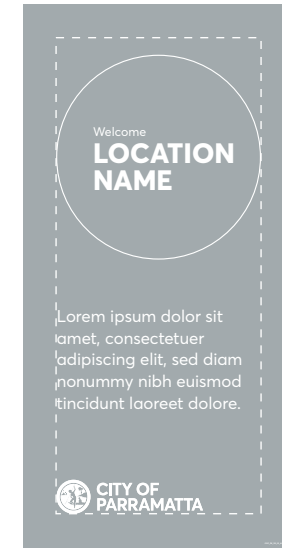 Welcome
LOCATION
NAME
Lorem ipsum dolor sit
amet, consectetuer
adipiscing elit, sed diam
nonummy nibh euismod
tincidunt laoreet dolore.
CITY OF
PARRAMATTA